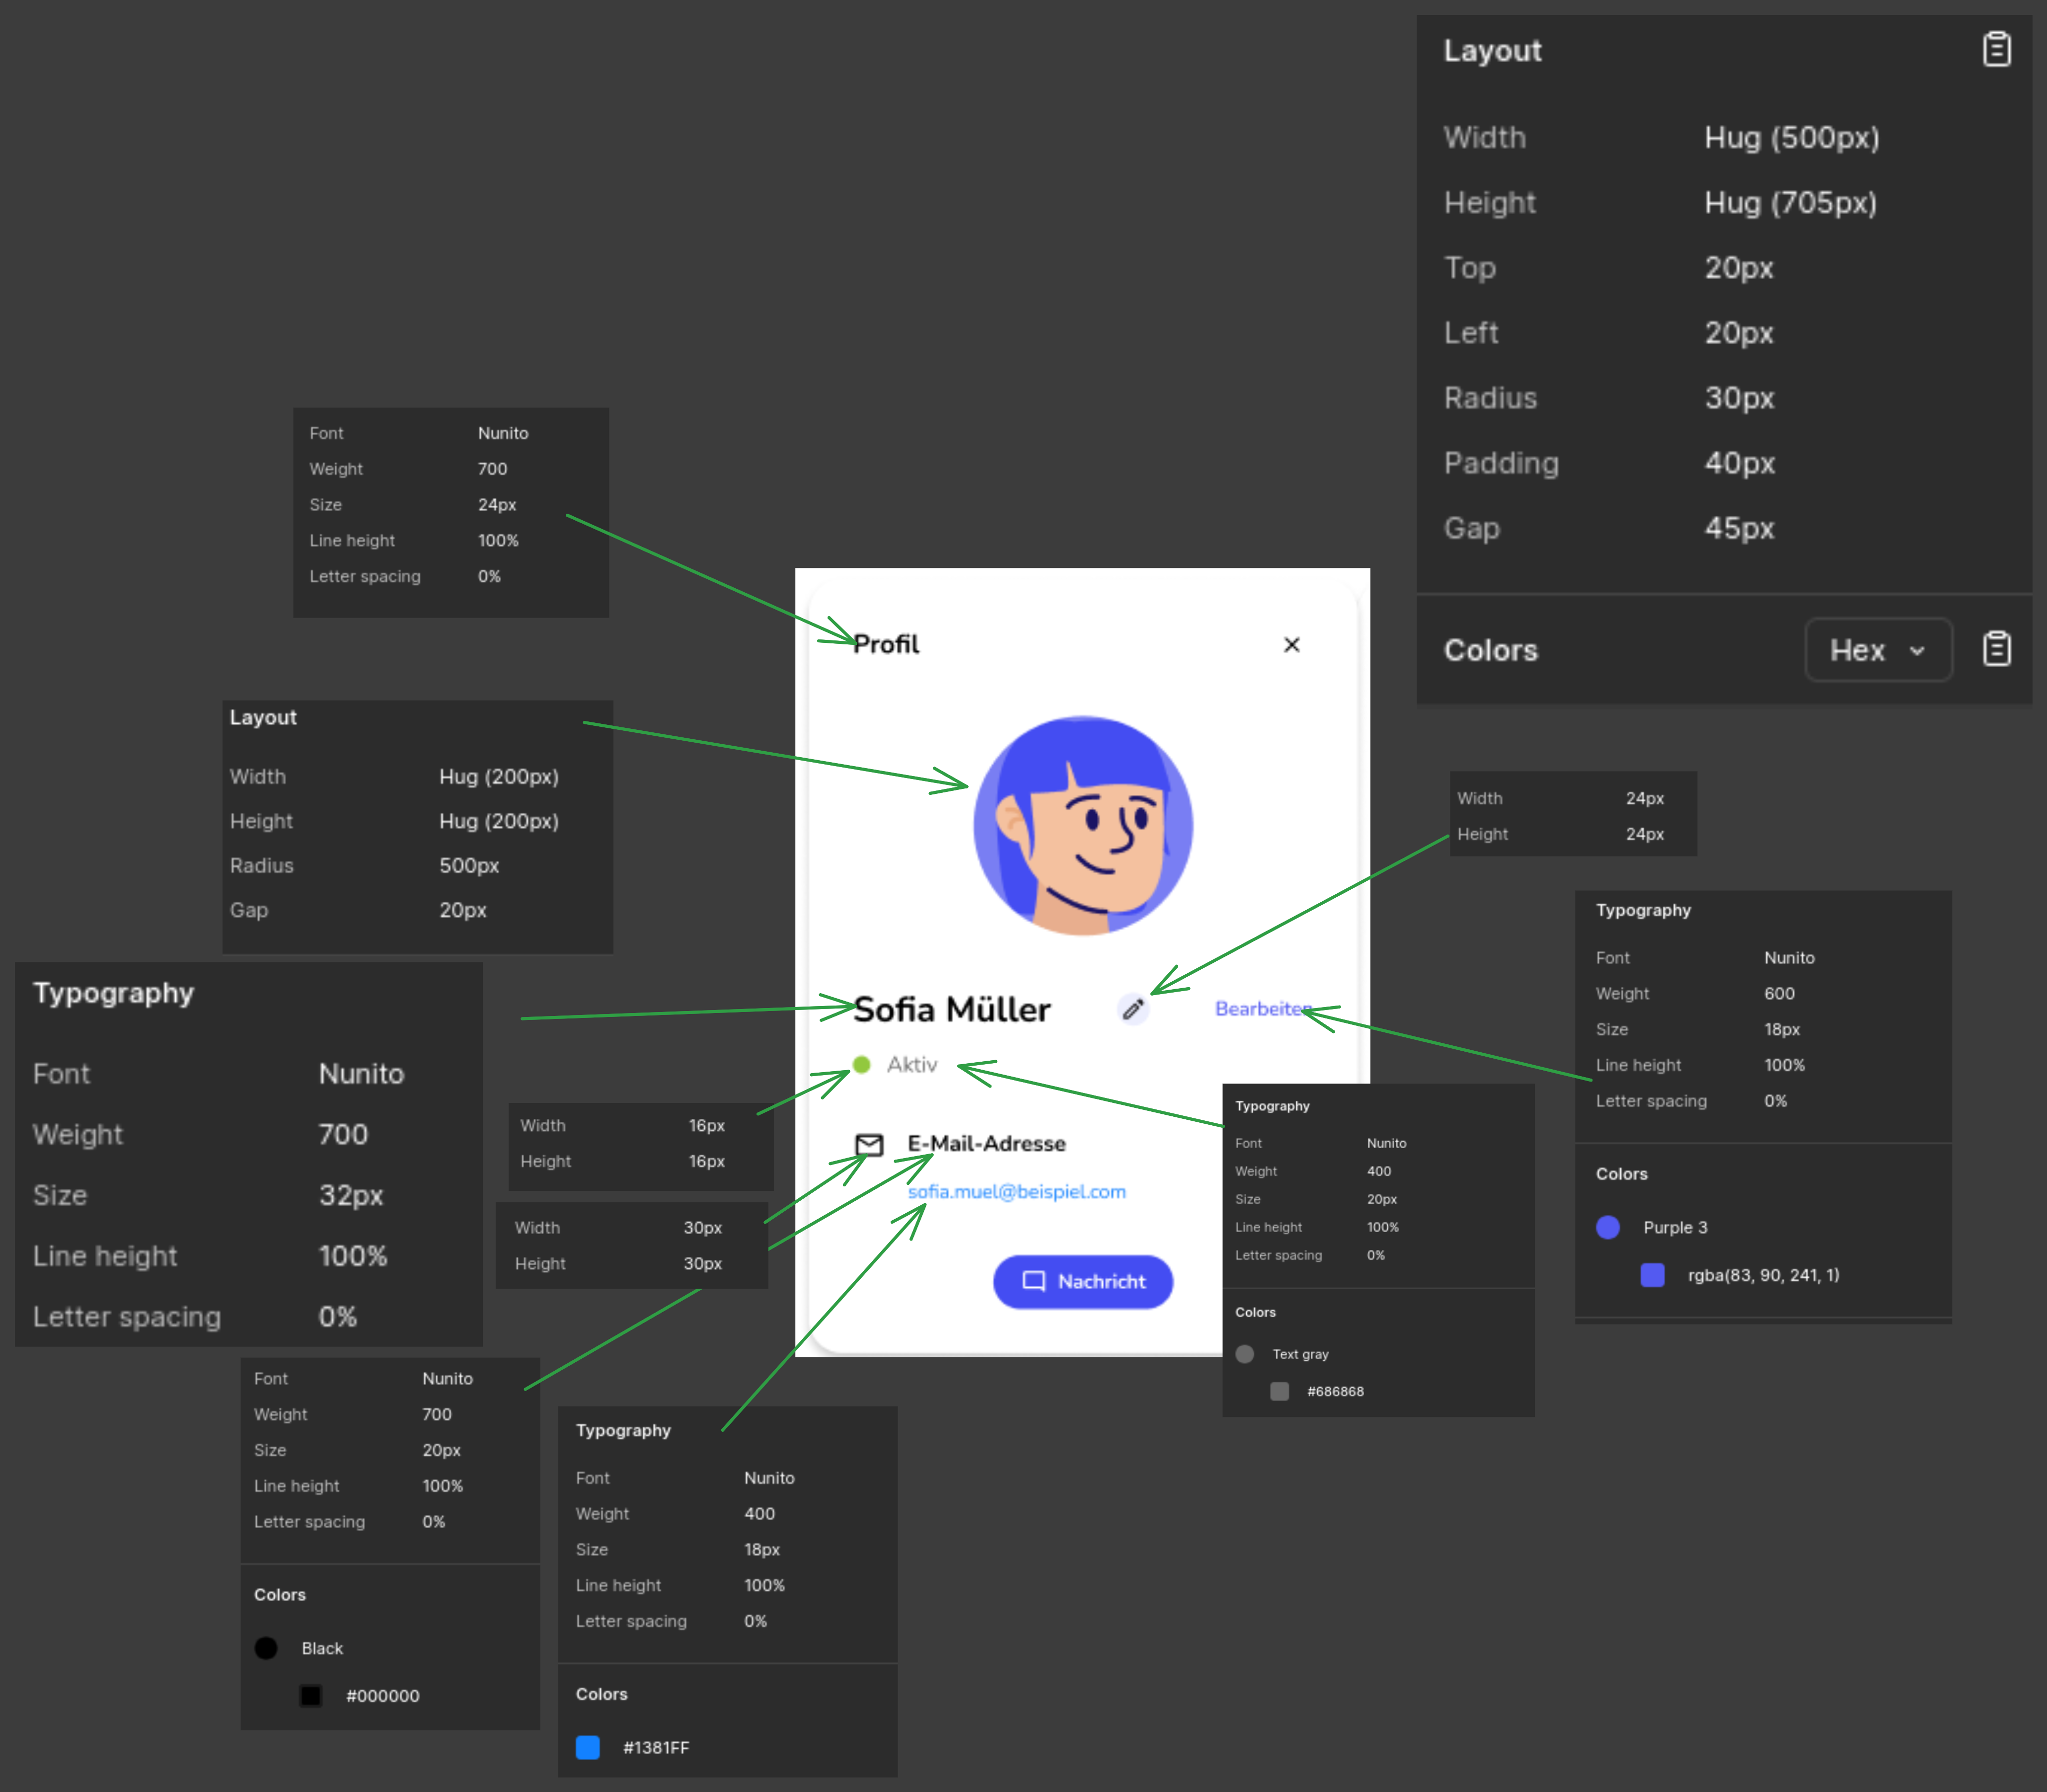 Layout
Width Hug (500px)
Height Hug (705px)
Top 20px
Left 20px
Radius 30px
Padding 40px
Gap 45px
Colors Hex
Font Nunito
Weight 700
Size 24px
Line height 100%
Letter spacing 0%
Profil
Layout
Width Hug (200px)
Height Hug (200px)
Radius 500px
Gap 20px
Width 24px
Height 24px
Typography
Font Nunito
Weight 700
Size 32px
Line height 100%
Letter spacing 0%
Sofia Müller
Bearbeiten
Aktiv
Typography
Font Nunito
Weight 600
Size 18px
Line height 100%
Letter spacing 0%
Colors
Purple 3
rgba(83, 90, 241, 1)
Width 16px
Height 16px
E-Mail-Adresse
sofia.muel@beispiel.com
Width 30px
Height 30px
Nachricht
Typography
Font Nunito
Weight 400
Size 20px
Line height 100%
Letter spacing 0%
Colors
Text gray
#686868
Font Nunito
Weight 700
Size 20px
Line height 100%
Letter spacing 0%
Colors
Black
#000000
Typography
Font Nunito
Weight 400
Size 18px
Line height 100%
Letter spacing 0%
Colors
#1381FF